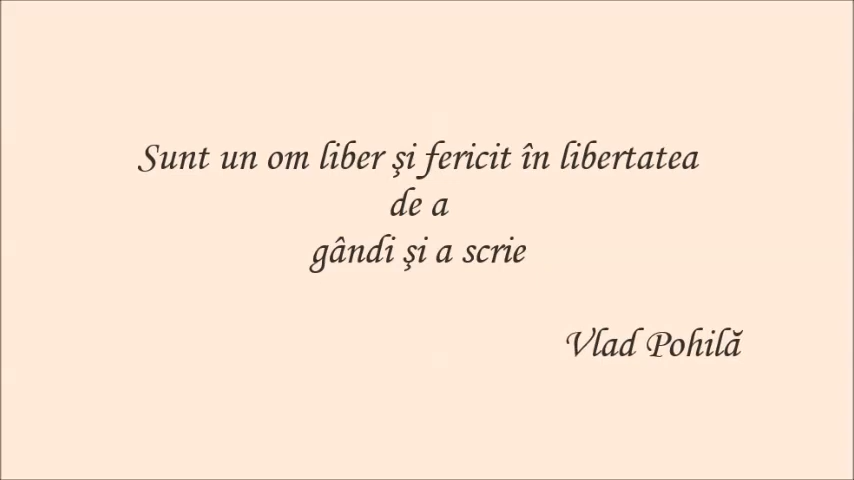 Sunt un om liber şi fericit în libertatea
de a
gândi şi a scrie
Vlad Pohilă